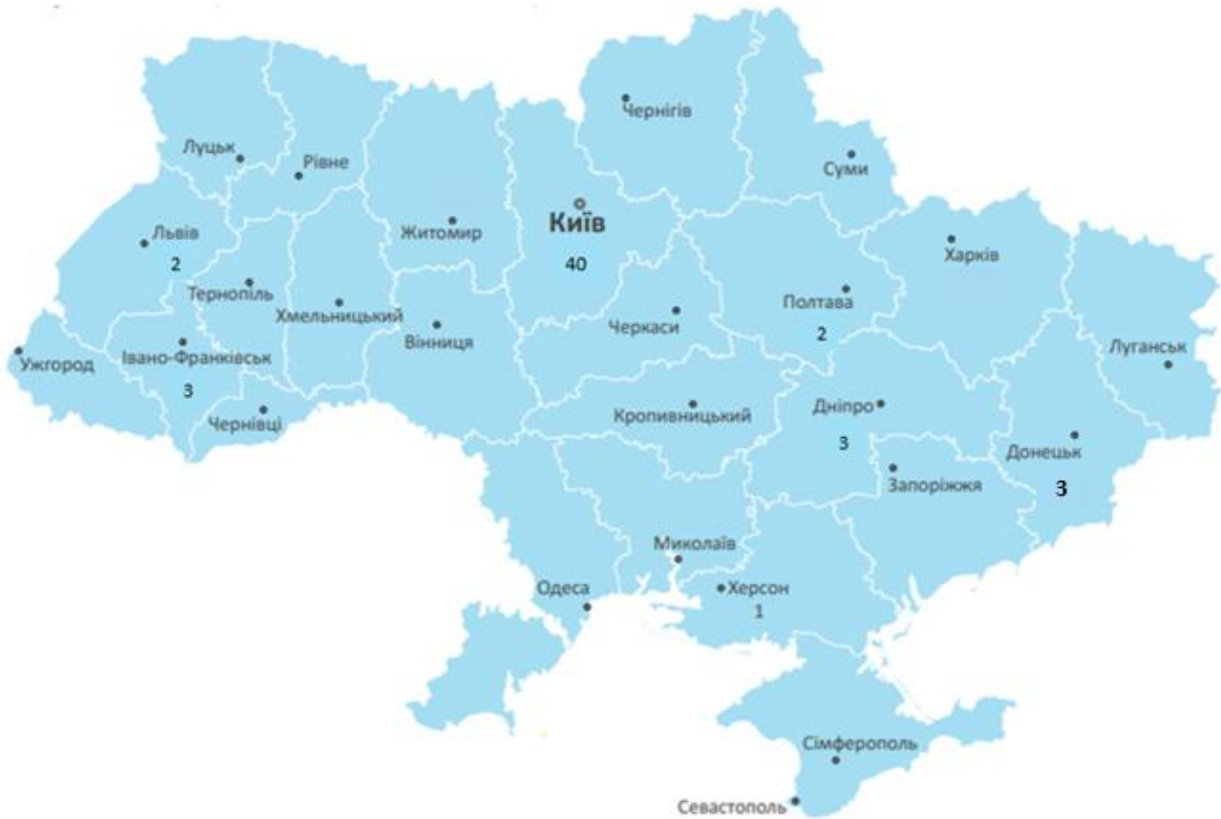 Чернігів
Суми
Луцьк
Рівне
Київ
40
Житомир
Львів
2
Харків
Тернопіль
Хмельницький
Полтава
2
Черкаси
Вінниця
Ужгород
Івано-Франківськ
3
Луганськ
Чернівці
Кропивницький
Дніпро
3
Донецьк
3
Запоріжжя
Миколаїв
Одеса
Херсон
1
Сімферополь
Севастополь